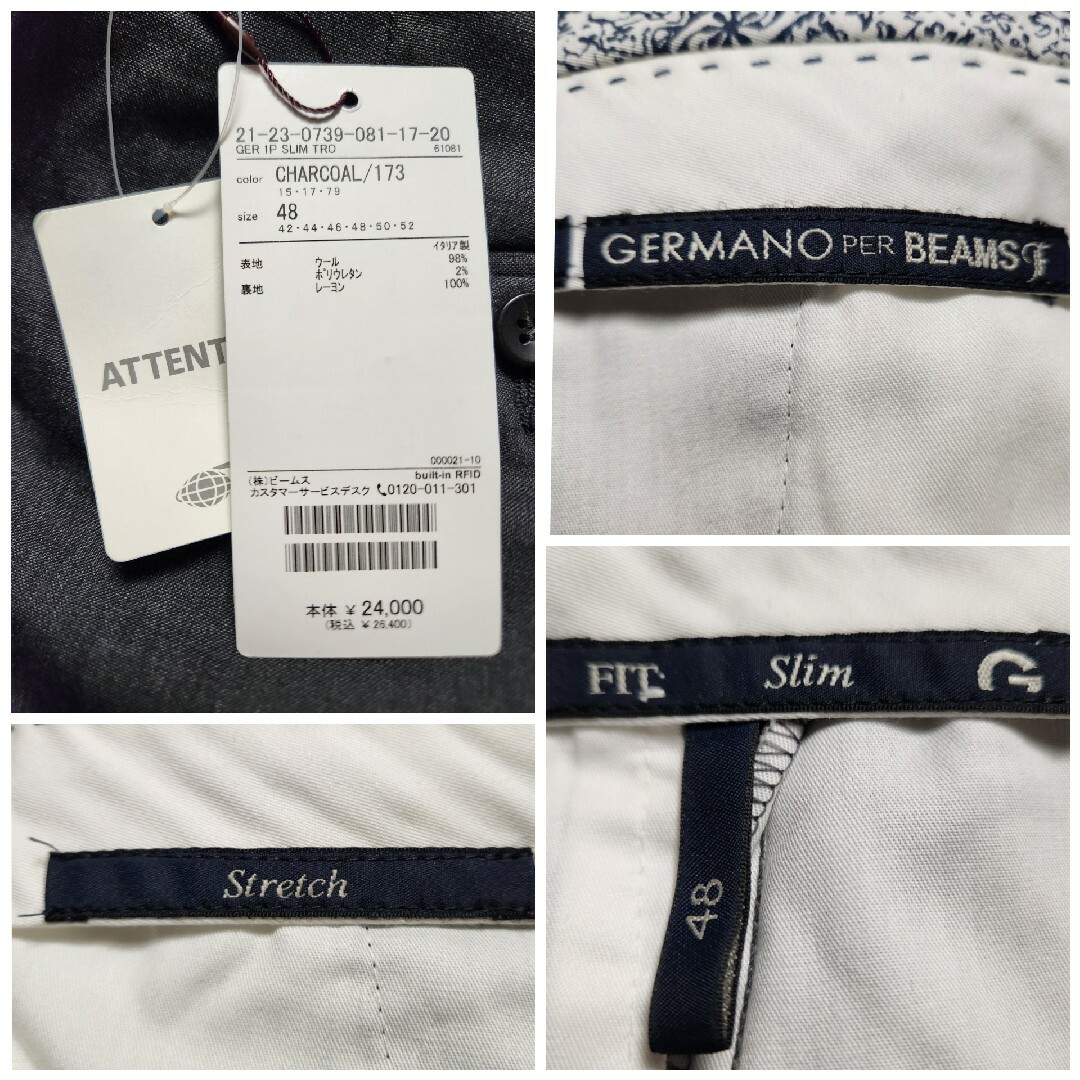 21-23-0739-081-17-20
GER 1P SLIM TRO 61081
color CHARCOAL/173
15・17・79
size 48
42・44・46・48・50・52
イタリア製
表地 ウール 98%
ポリウレタン 2%
裏地 レーヨン 100%
000021-10
built-in RFID
(株)ビームス
カスタマーサービスデスク 0120-011-301
本体 ¥ 24,000
(税込 ¥ 26,400)
ATTENT
GERMANO PER BEAMS F
Stretch
FIT: Slim G
48